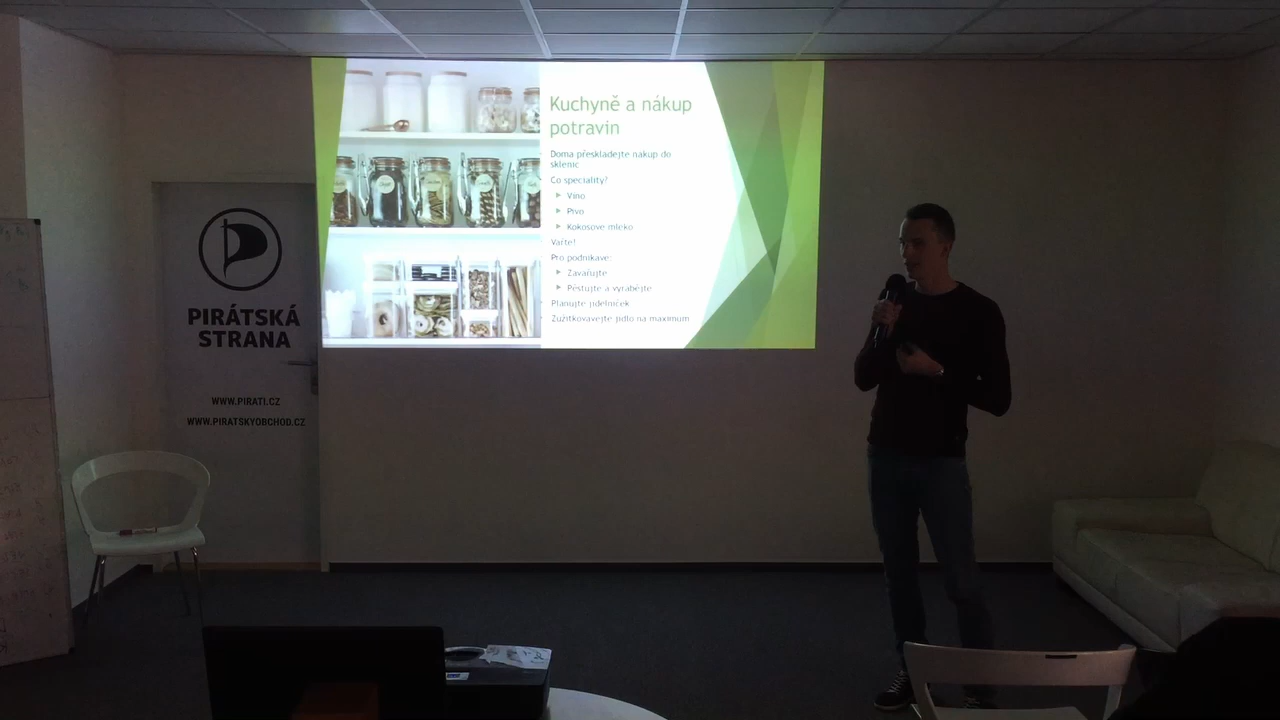 Kuchyně a nákup
potravin
Doma přeskládejte nákup do
sklenic
Co speciality?
Víno
Pivo
Kokosové mléko
Vařte!
Pro podnikavé:
Zavařujte
Pěstujte a vyrábějte
Plánujte jídelníček
Zužitkovávejte jídlo na maximum
PIRÁTSKÁ
STRANA
WWW.PIRATI.CZ
WWW.PIRATSKYOBCHOD.CZ